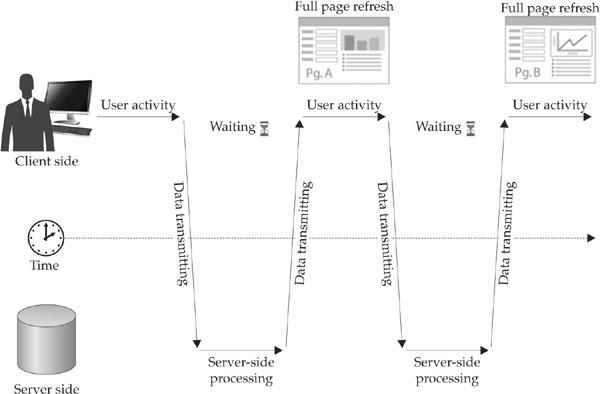 Full page refresh
Full page refresh
Pg. A
Pg. B
User activity
User activity
User activity
Waiting
Waiting
Client side
Data transmitting
Data transmitting
Data transmitting
Data transmitting
Time
Server-side
processing
Server-side
processing
Server side